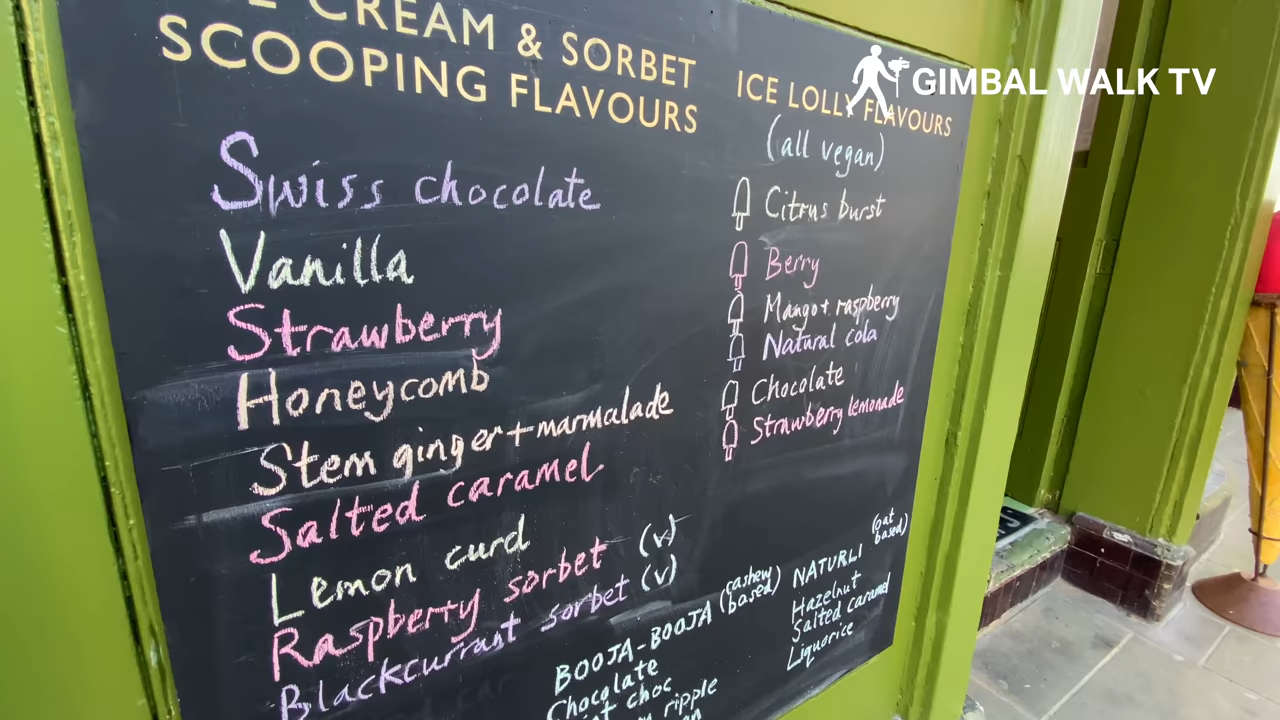 CREAM & SORBET
SCOOPING FLAVOURS
Swiss chocolate
Vanilla
Strawberry
Honeycomb
Stem ginger + marmalade
Salted caramel
Lemon curd
Raspberry sorbet (v)
Blackcurrant sorbet (v)
BOOJA-BOOJA (cashew based)
Chocolate
choc
ripple
ICE LOLLY FLAVOURS
(all vegan)
Citrus burst
Berry
Mango + raspberry
Natural cola
Chocolate
Strawberry lemonade
NATURLI (oat based)
Hazelnut
Salted caramel
Liquorice
GIMBAL WALK TV